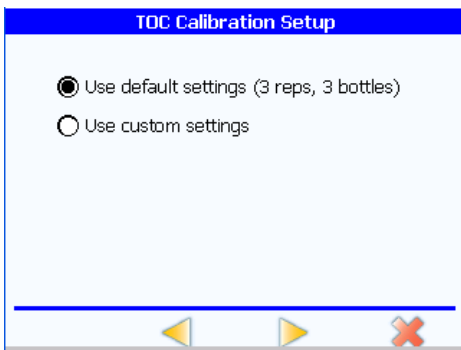 TOC Calibration Setup
Use default settings (3 reps, 3 bottles)
Use custom settings